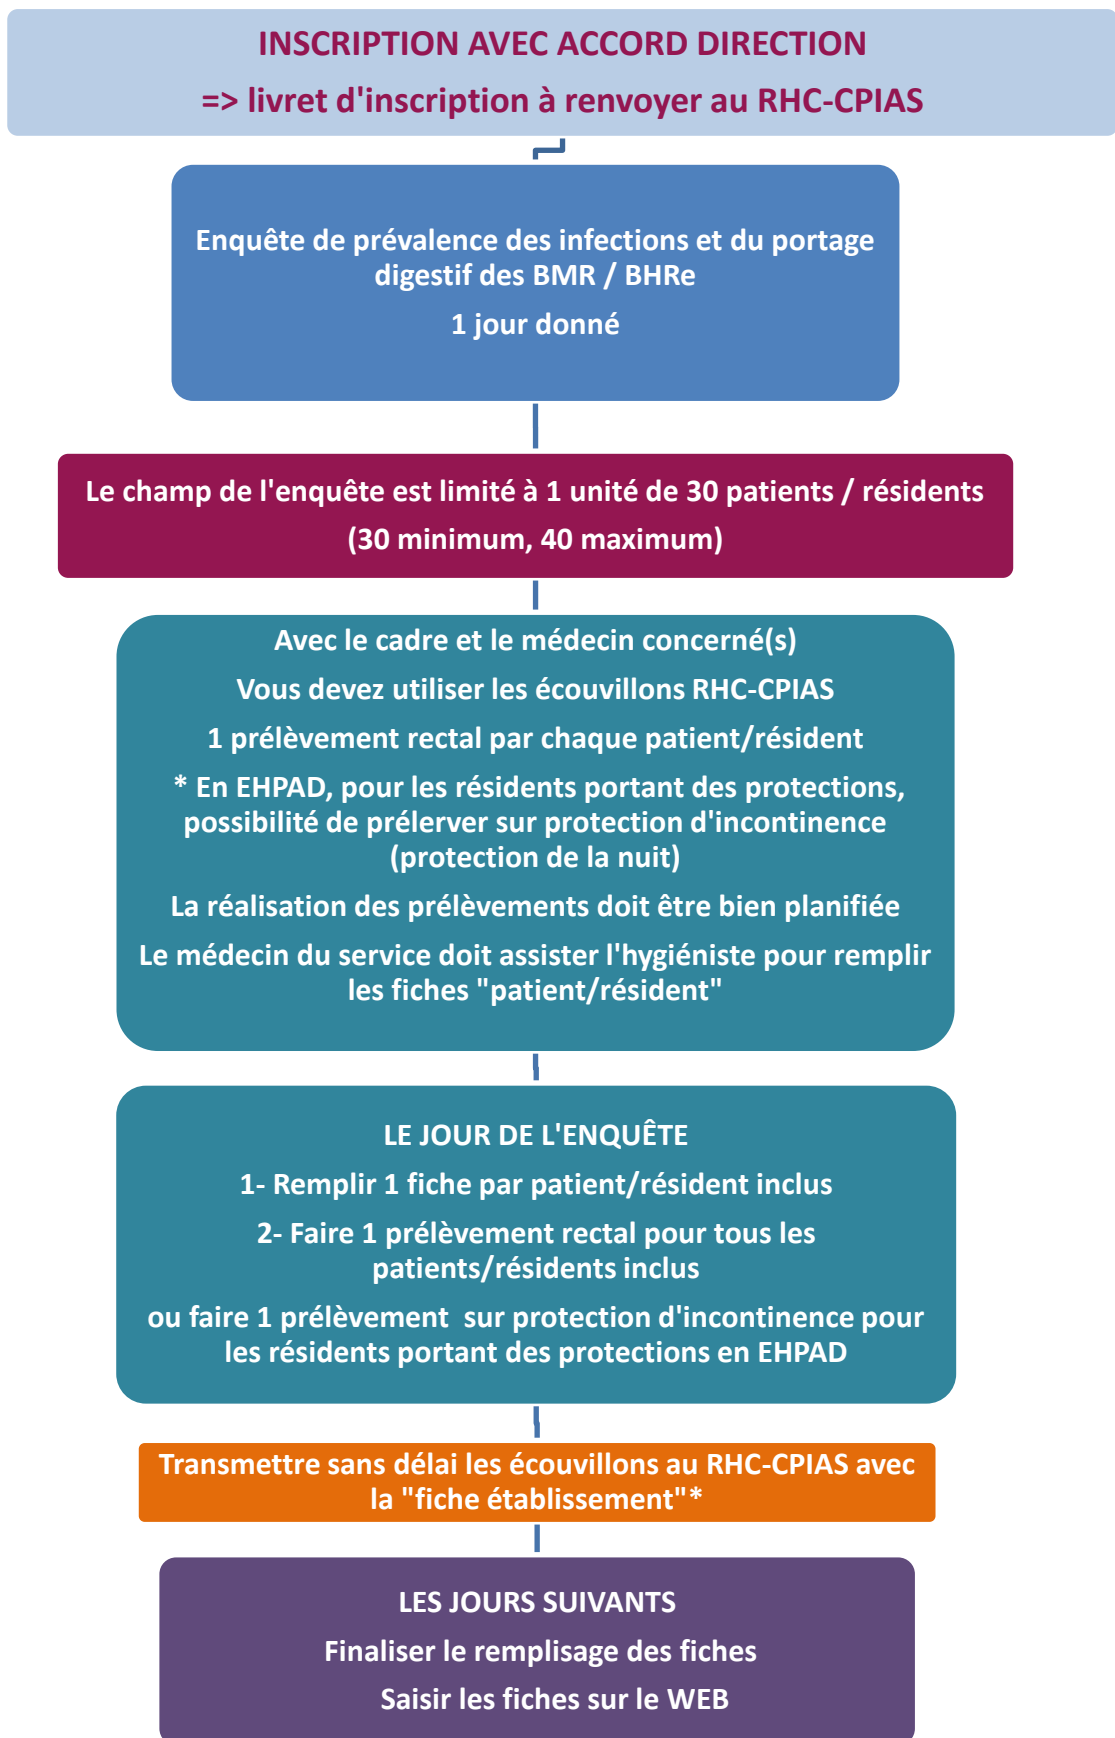 INSCRIPTION AVEC ACCORD DIRECTION
=> livret d'inscription à renvoyer au RHC-CPIAS
Enquête de prévalence des infections et du portage
digestif des BMR / BHRe
1 jour donné
Le champ de l'enquête est limité à 1 unité de 30 patients / résidents
(30 minimum, 40 maximum)
Avec le cadre et le médecin concerné(s)
Vous devez utiliser les écouvillons RHC-CPIAS
1 prélèvement rectal par chaque patient/résident
* En EHPAD, pour les résidents portant des protections,
possibilité de prélerver sur protection d'incontinence
(protection de la nuit)
La réalisation des prélèvements doit être bien planifiée
Le médecin du service doit assister l'hygiéniste pour remplir
les fiches "patient/résident"
LE JOUR DE L'ENQUÊTE
1- Remplir 1 fiche par patient/résident inclus
2- Faire 1 prélèvement rectal pour tous les
patients/résidents inclus
ou faire 1 prélèvement  sur protection d'incontinence pour
les résidents portant des protections en EHPAD
Transmettre sans délai les écouvillons au RHC-CPIAS avec
la "fiche établissement"*
LES JOURS SUIVANTS
Finaliser le remplisage des fiches
Saisir les fiches sur le WEB